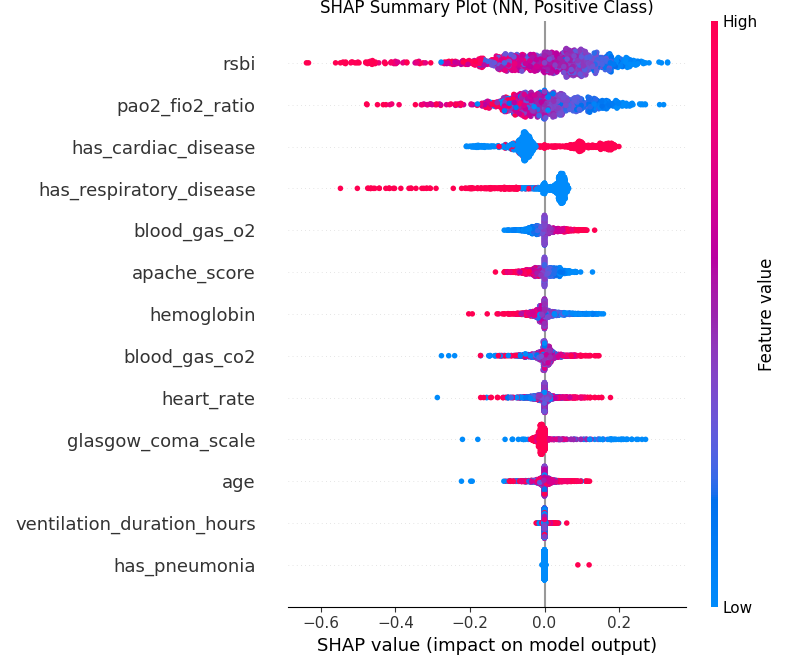 SHAP Summary Plot (NN, Positive Class)
High
rsbi
pao2_fio2_ratio
has_cardiac_disease
has_respiratory_disease
blood_gas_o2
apache_score
hemoglobin
blood_gas_co2
heart_rate
glasgow_coma_scale
age
ventilation_duration_hours
has_pneumonia
Feature value
Low
−0.6 −0.4 −0.2 0.0 0.2
SHAP value (impact on model output)